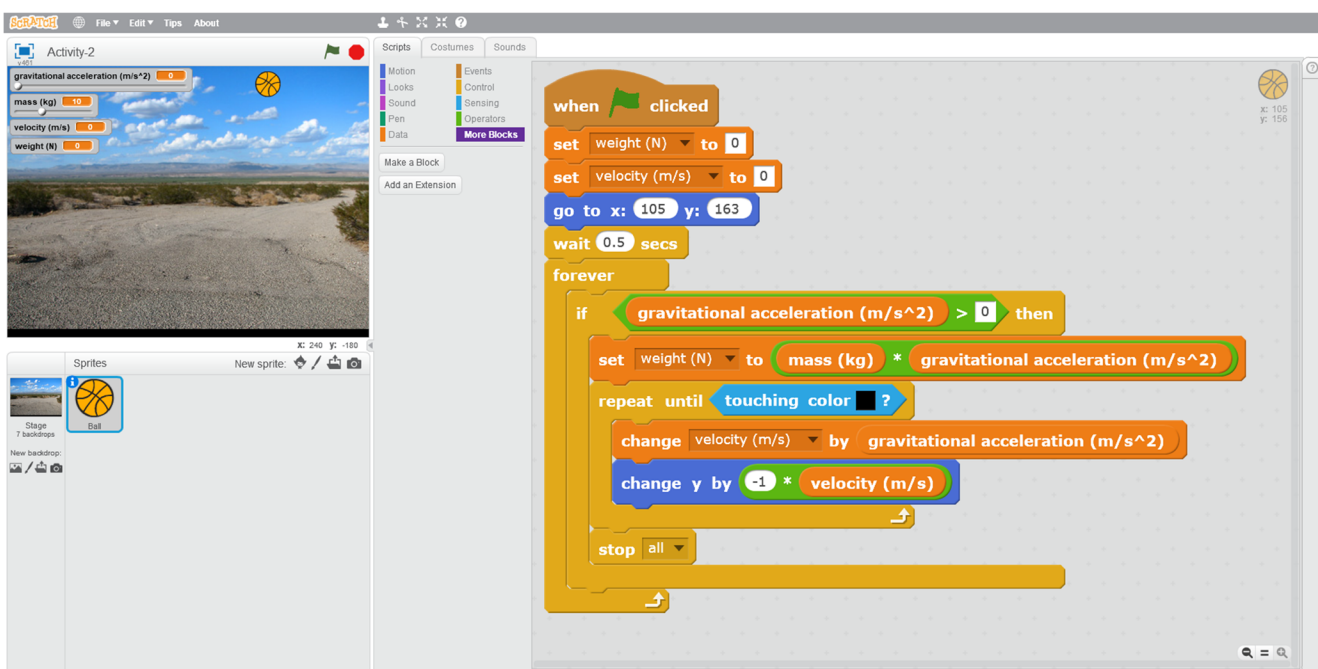 SCRATCH File Edit Tips About
Activity-2
v461
gravitational acceleration (m/s^2) 0
mass (kg) 10
velocity (m/s) 0
weight (N) 0
X: 240 y: -180
Sprites New sprite:
Stage
7 backdrops
New backdrop:
Ball
Scripts Costumes Sounds
Motion Events
Looks Control
Sound Sensing
Pen Operators
Data More Blocks
Make a Block
Add an Extension
when clicked
set weight (N) to 0
set velocity (m/s) to 0
go to x: 105 y: 163
wait 0.5 secs
forever
if gravitational acceleration (m/s^2) > 0 then
set weight (N) to mass (kg) * gravitational acceleration (m/s^2)
repeat until touching color ?
change velocity (m/s) by gravitational acceleration (m/s^2)
change y by -1 * velocity (m/s)
stop all
x: 105
y: 156